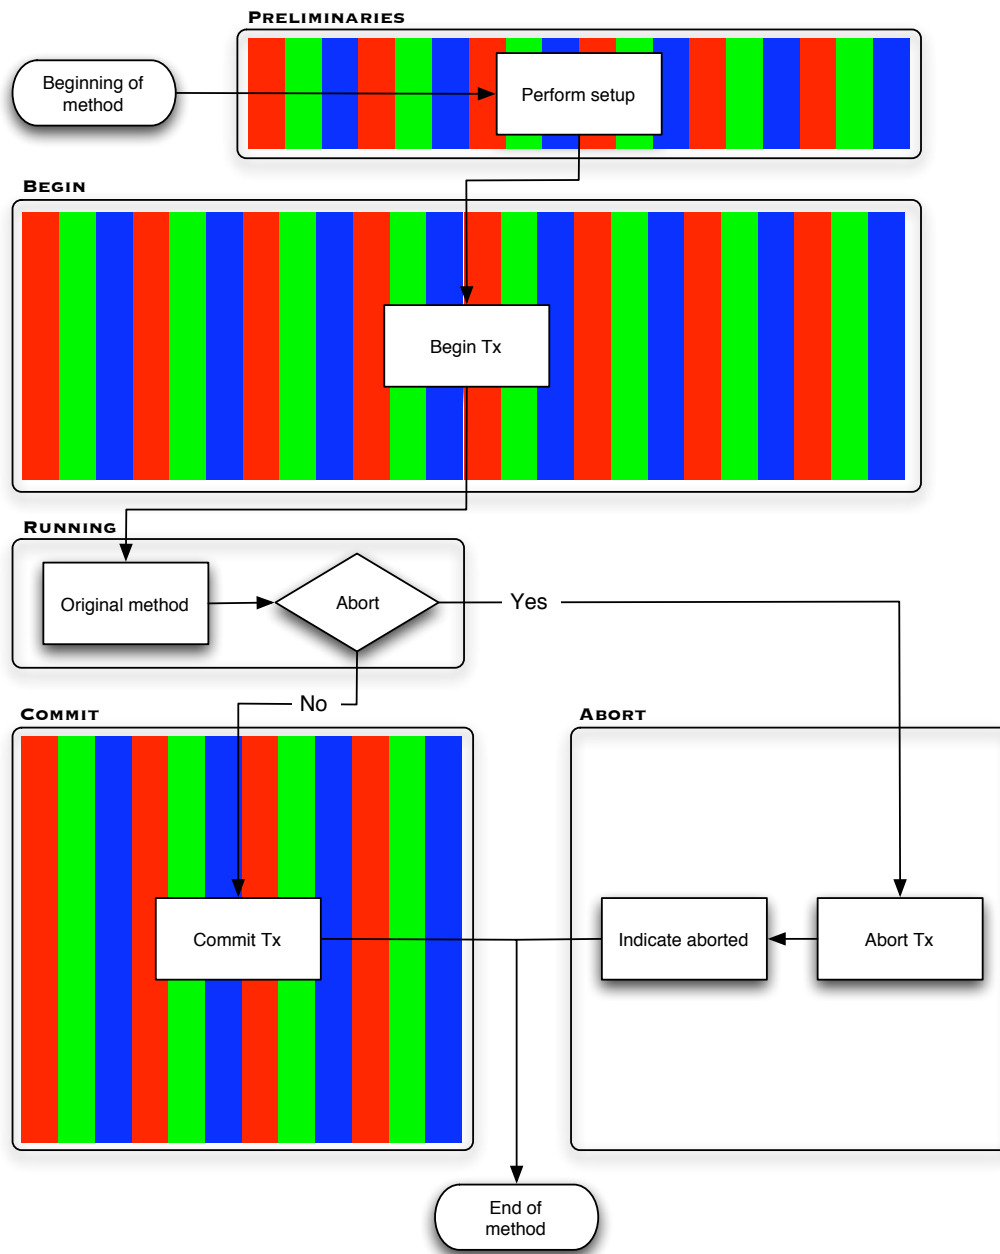 PRELIMINARIES
Beginning of
method
Perform setup
BEGIN
Begin Tx
RUNNING
Original method
Abort
Yes
No
COMMIT
ABORT
Commit Tx
Indicate aborted
Abort Tx
End of
method